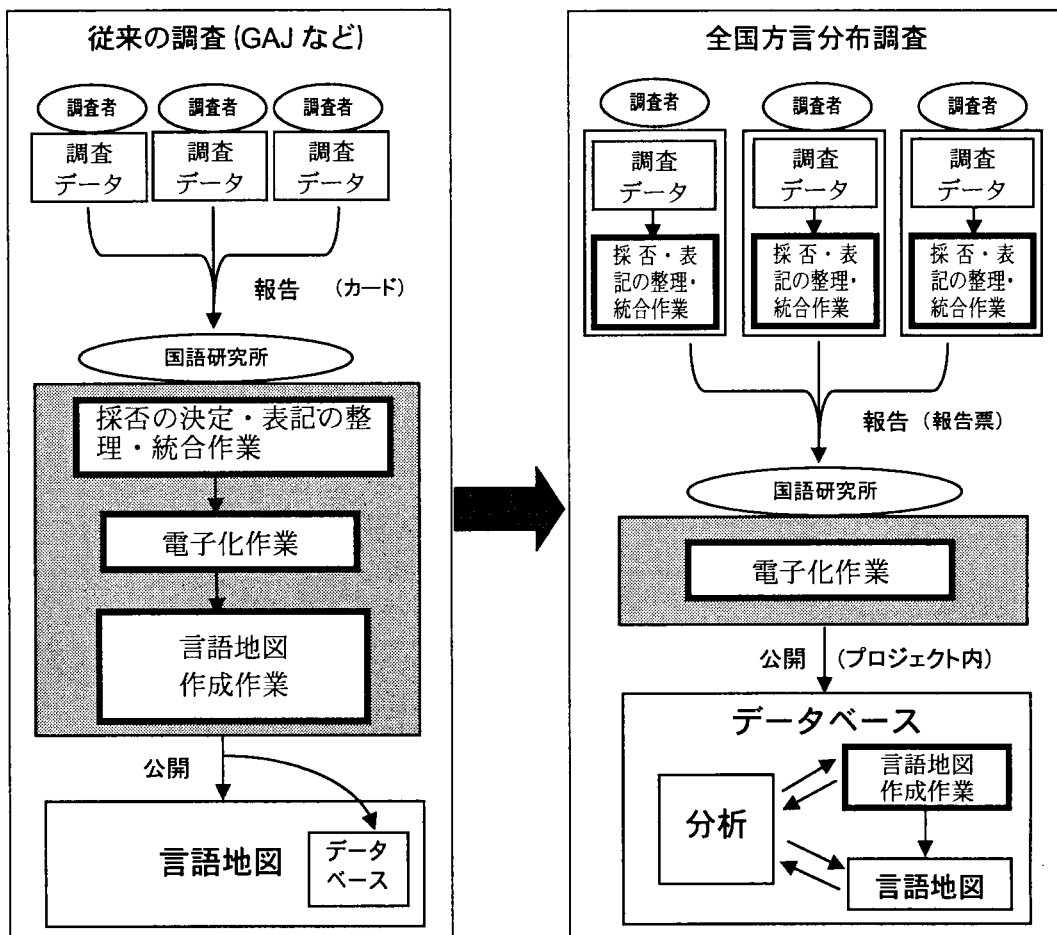 従来の調査(GAJ など)
調査者
調査者
調査者
調査
データ
調査
データ
調査
データ
報告 (カード)
国語研究所
採否の決定・表記の整
理・統合作業
電子化作業
言語地図
作成作業
公開
言語地図
データ
ベース
全国方言分布調査
調査者
調査者
調査者
調査
データ
調査
データ
調査
データ
採否・表
記の整理・
統合作業
採否・表
記の整理・
統合作業
採否・表
記の整理・
統合作業
報告 (報告票)
国語研究所
電子化作業
公開 (プロジェクト内)
データベース
分析
言語地図
作成作業
言語地図